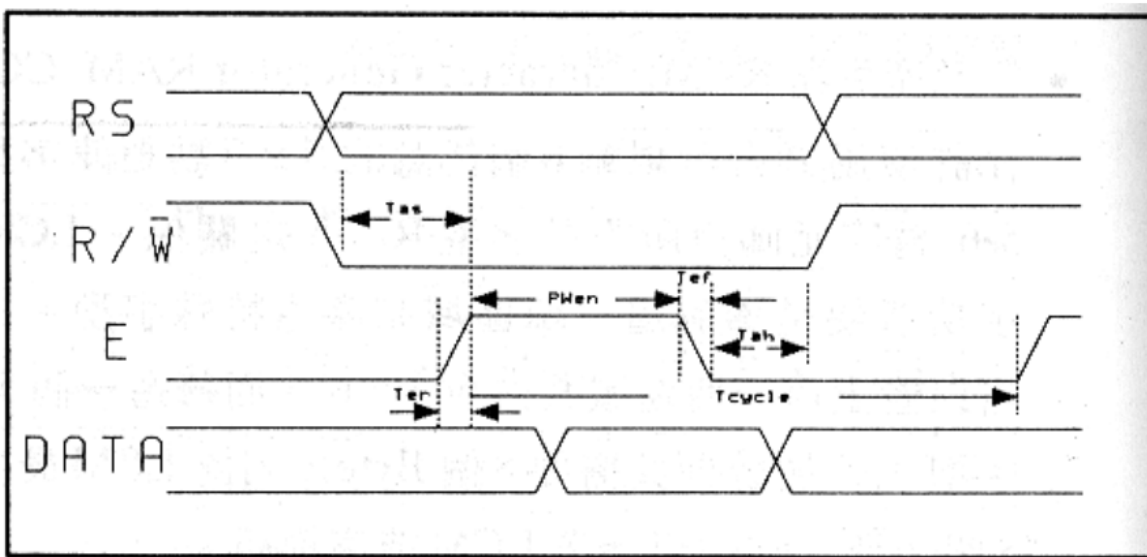 RS
Tas
R/W̅
Tef
PWen
E
Tah
Ter
Tcycle
DATA